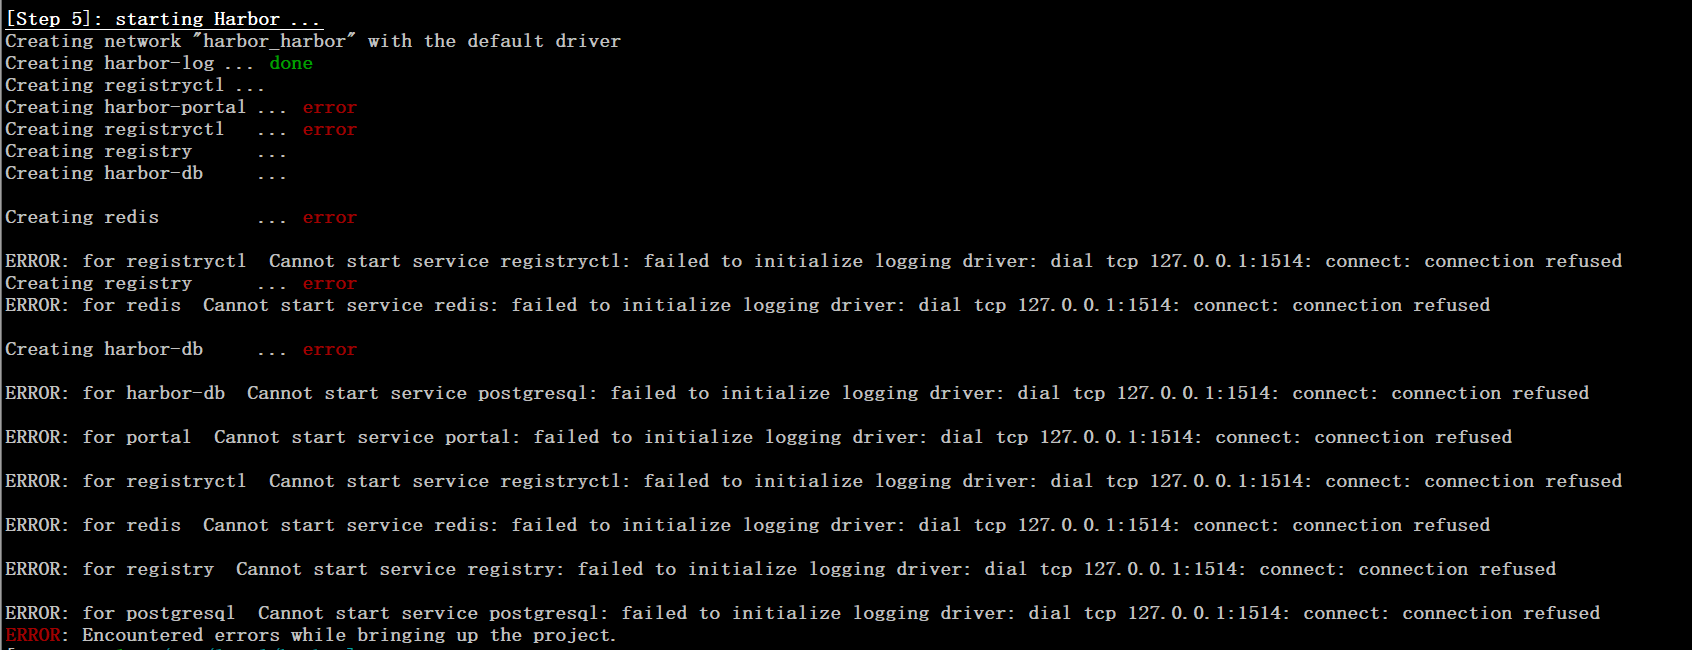 [Step 5]: starting Harbor ...
Creating network "harbor_harbor" with the default driver
Creating harbor-log ... done
Creating registryctl ...
Creating harbor-portal ... error
Creating registryctl   ... error
Creating registry      ...
Creating harbor-db     ...
Creating redis         ... error
ERROR: for registryctl  Cannot start service registryctl: failed to initialize logging driver: dial tcp 127.0.0.1:1514: connect: connection refused
Creating registry      ... error
ERROR: for redis  Cannot start service redis: failed to initialize logging driver: dial tcp 127.0.0.1:1514: connect: connection refused
Creating harbor-db     ... error
ERROR: for harbor-db  Cannot start service postgresql: failed to initialize logging driver: dial tcp 127.0.0.1:1514: connect: connection refused
ERROR: for portal  Cannot start service portal: failed to initialize logging driver: dial tcp 127.0.0.1:1514: connect: connection refused
ERROR: for registryctl  Cannot start service registryctl: failed to initialize logging driver: dial tcp 127.0.0.1:1514: connect: connection refused
ERROR: for redis  Cannot start service redis: failed to initialize logging driver: dial tcp 127.0.0.1:1514: connect: connection refused
ERROR: for registry  Cannot start service registry: failed to initialize logging driver: dial tcp 127.0.0.1:1514: connect: connection refused
ERROR: for postgresql  Cannot start service postgresql: failed to initialize logging driver: dial tcp 127.0.0.1:1514: connect: connection refused
ERROR: Encountered errors while bringing up the project.